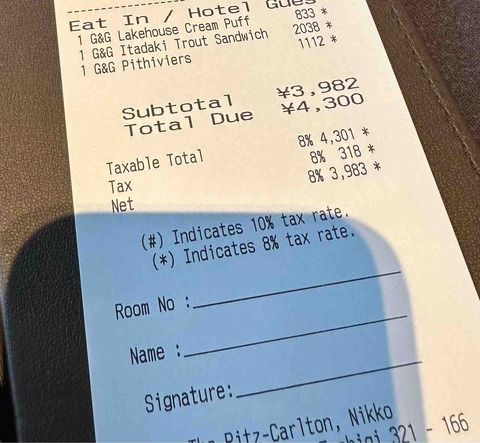 Eat In / Hotel Gues
1 G&G Lakehouse Cream Puff 833 *
1 G&G Itadaki Trout Sandwich 2038 *
1 G&G Pithiviers 1112 *
Subtotal ¥3,982
Total Due ¥4,300
Taxable Total 8% 4,301 *
Tax 8% 318 *
Net 8% 3,983 *
(#) Indicates 10% tax rate.
(*) Indicates 8% tax rate.
Room No :
Name :
Signature:
Ritz-Carlton, Nikko
321 - 166